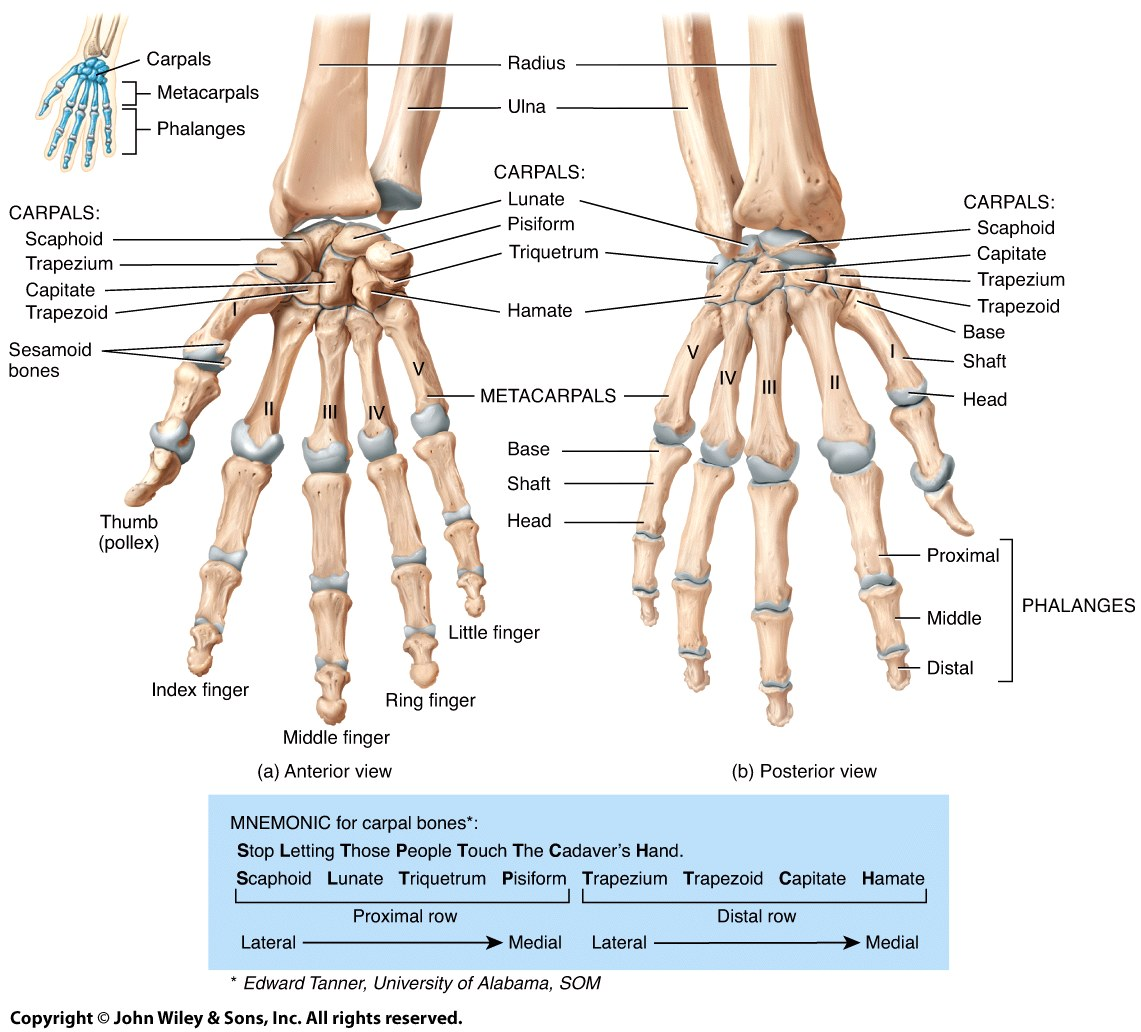 Carpals
Metacarpals
Phalanges
Radius
Ulna
CARPALS:
Lunate
Pisiform
Triquetrum
Hamate
CARPALS:
Scaphoid
Trapezium
Capitate
Trapezoid
Sesamoid
bones
CARPALS:
Scaphoid
Capitate
Trapezium
Trapezoid
Base
Shaft
Head
I
II
III
IV
V
METACARPALS
V
IV
III
II
I
Base
Shaft
Head
Thumb
(pollex)
Index finger
Middle finger
Ring finger
Little finger
Proximal
Middle
Distal
PHALANGES
(a) Anterior view
(b) Posterior view
MNEMONIC for carpal bones*:
Stop Letting Those People Touch The Cadaver's Hand.
Scaphoid Lunate Triquetrum Pisiform Trapezium Trapezoid Capitate Hamate
Proximal row Distal row
Lateral Medial Lateral Medial
* Edward Tanner, University of Alabama, SOM
Copyright © John Wiley & Sons, Inc. All rights reserved.